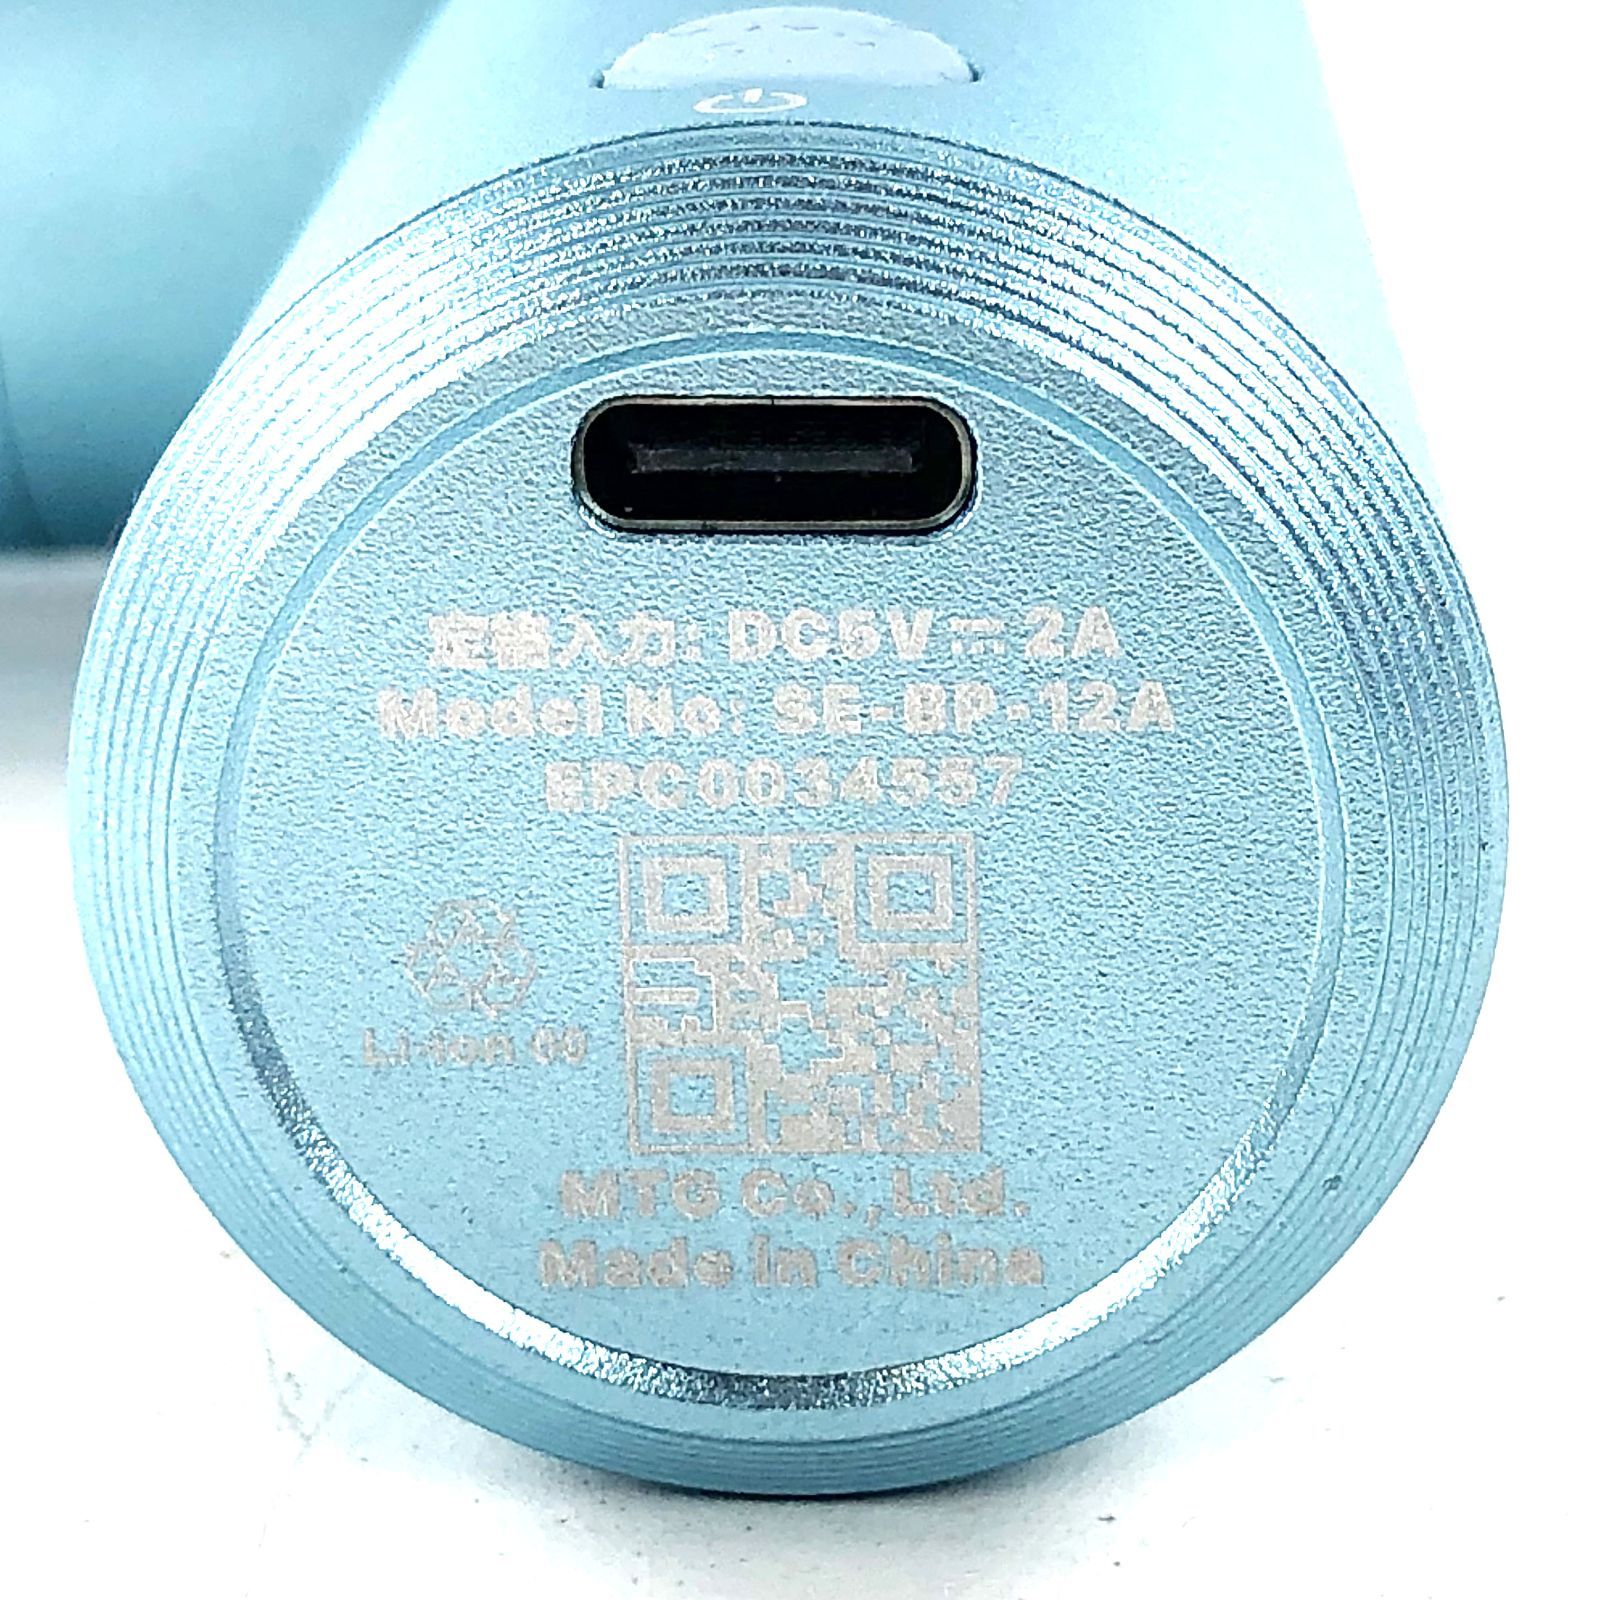 定格入力: DC5V⎓2A
Model No: SE-BP-12A
EPC0034557
Li-ion 00
MTG Co.,Ltd.
Made in China